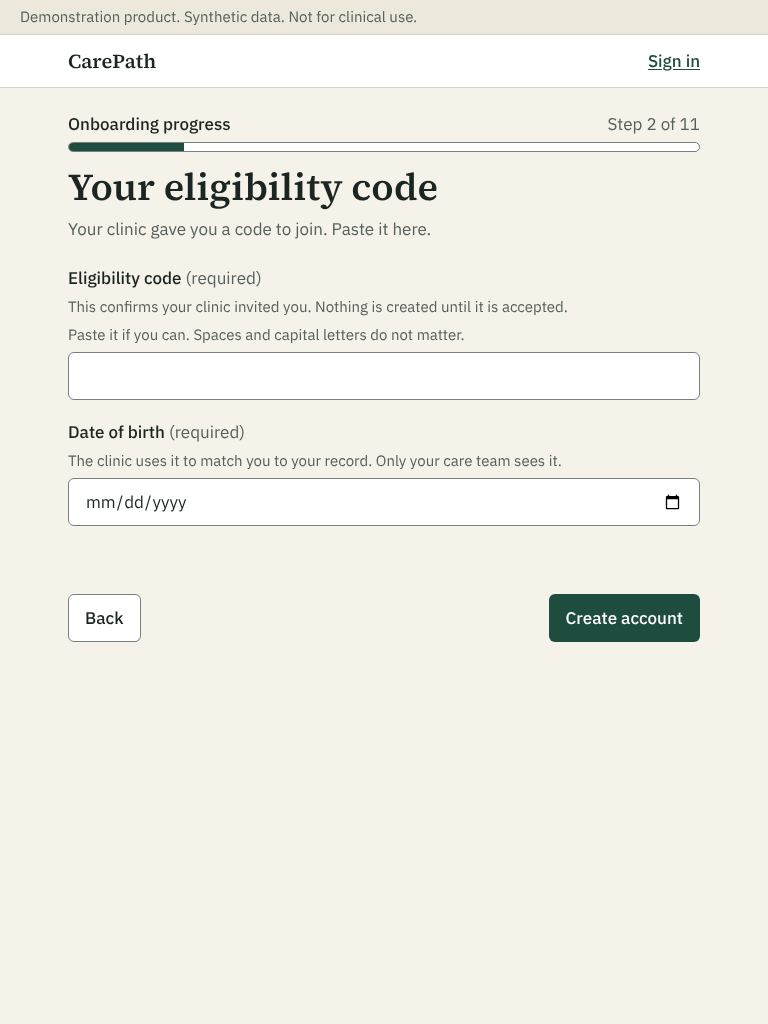 Demonstration product. Synthetic data. Not for clinical use.
CarePath
Sign in
Onboarding progress
Step 2 of 11
Your eligibility code
Your clinic gave you a code to join. Paste it here.
Eligibility code (required)
This confirms your clinic invited you. Nothing is created until it is accepted.
Paste it if you can. Spaces and capital letters do not matter.
Date of birth (required)
The clinic uses it to match you to your record. Only your care team sees it.
mm/dd/yyyy
Back
Create account